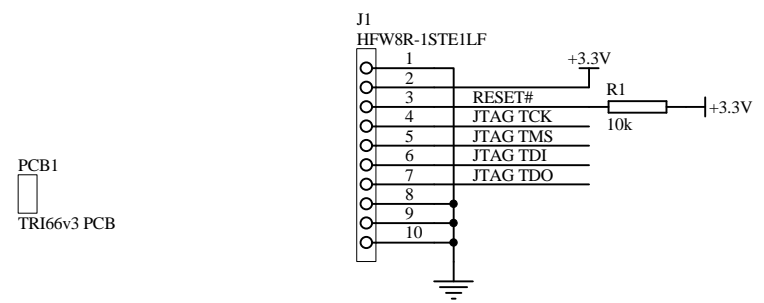 J1
HFW8R-1STE1LF
1
+3.3V
2
R1
3 RESET# +3.3V
4 JTAG TCK 10k
5 JTAG TMS
6 JTAG TDI
PCB1
7 JTAG TDO
8
9
TRI66v3 PCB
10